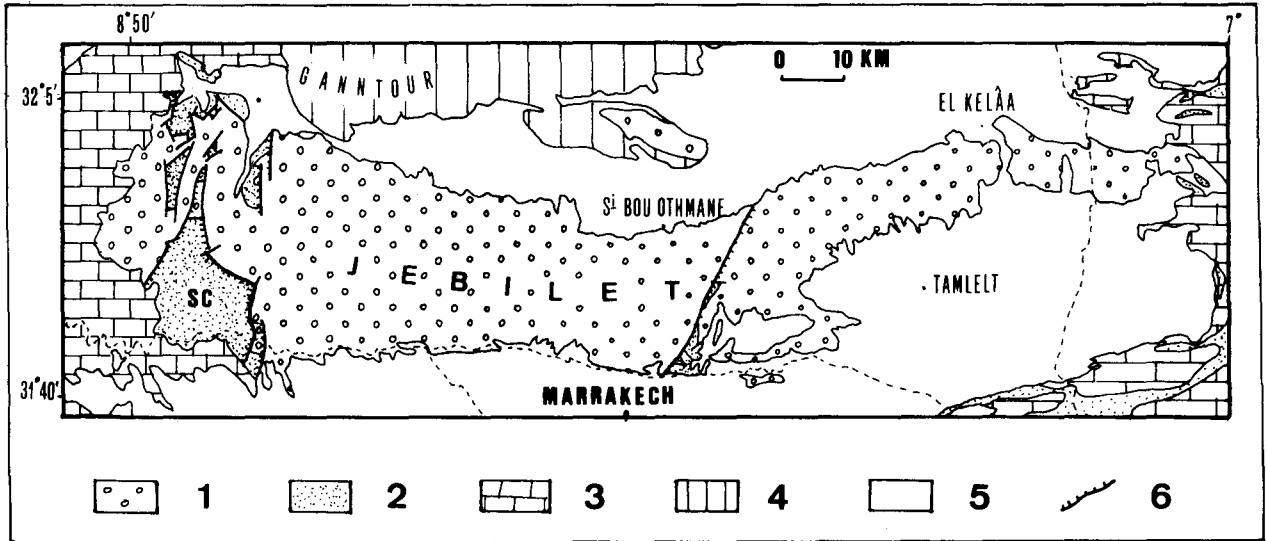 8°50'
7°
GANNTOUR
0 10 KM
32°5'
EL KELÂA
Si BOU OTHMANE
JEBILET
SC
TAMLELT
31°40'
MARRAKECH
1 2 3 4 5 6